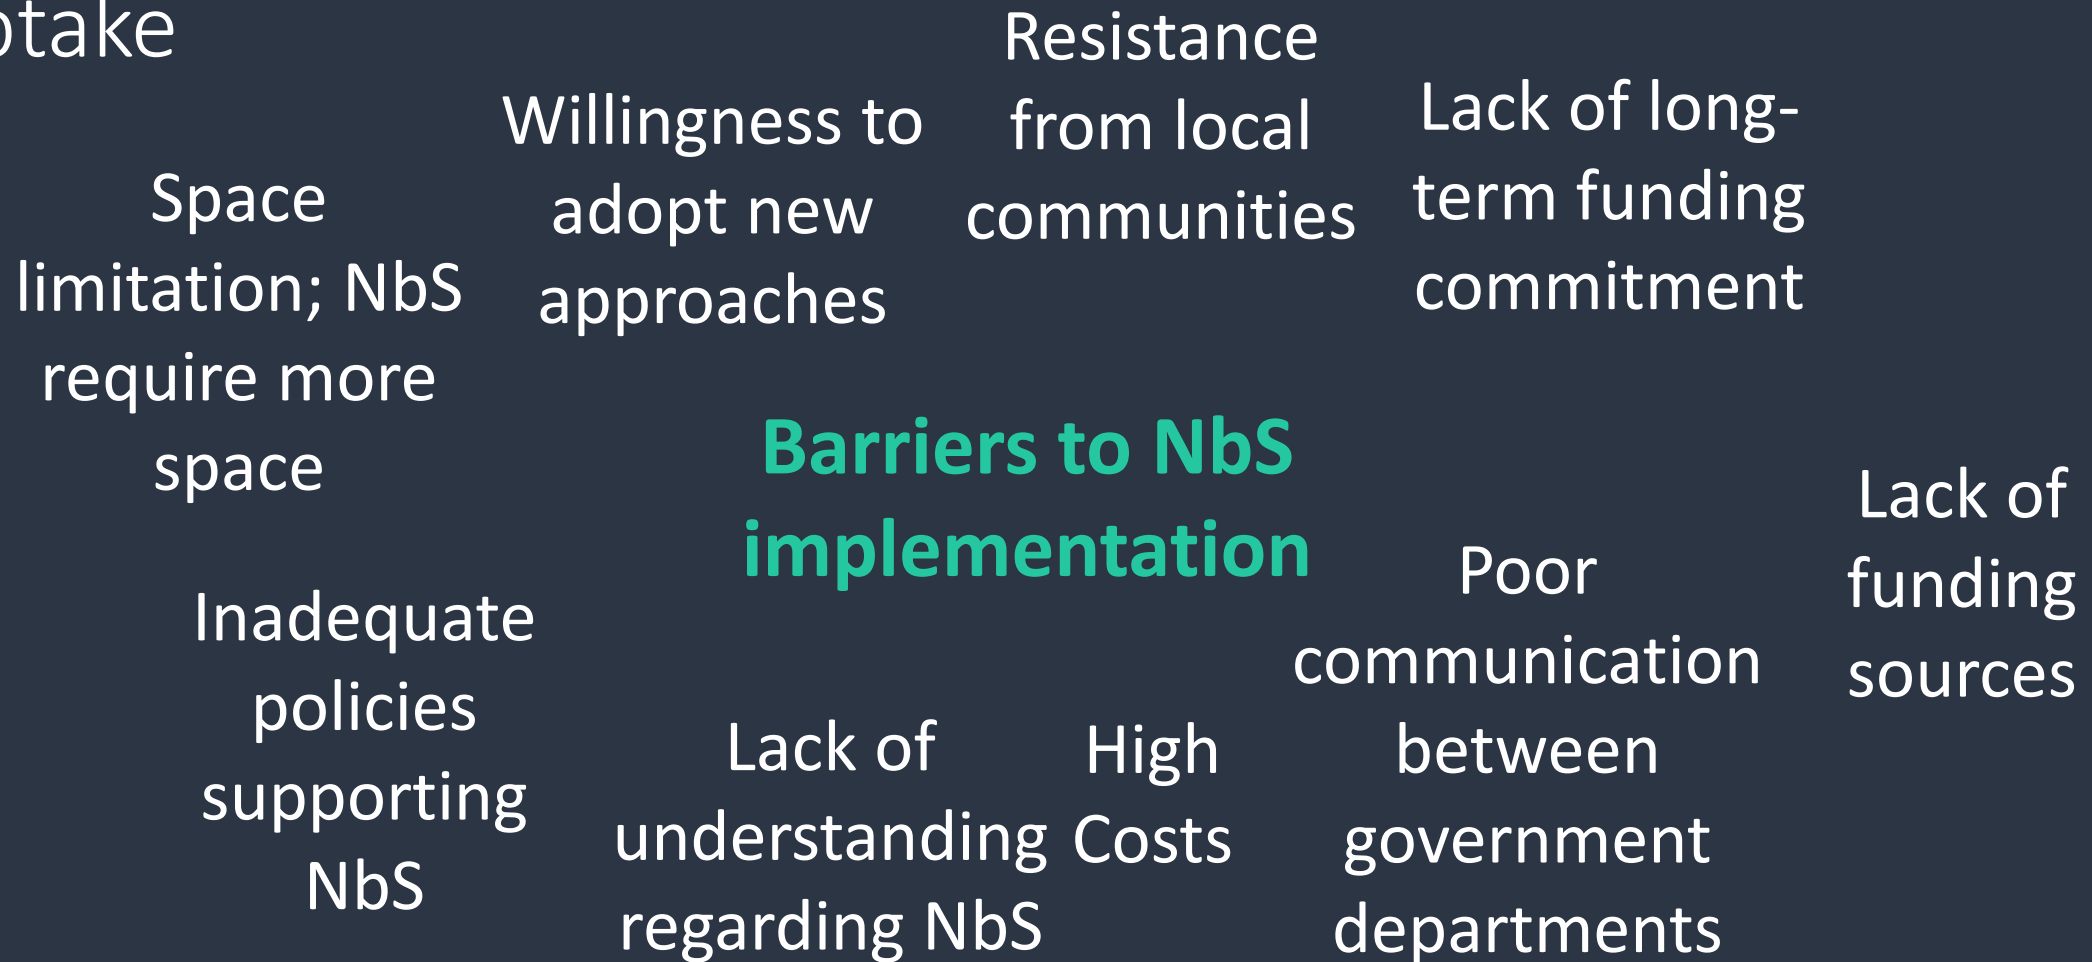 Space
limitation; NbS
require more
space
Willingness to
adopt new
approaches
Resistance
from local
communities
Lack of long-
term funding
commitment
Barriers to NbS
implementation
Lack of
funding
sources
Inadequate
policies
supporting
NbS
Lack of
understanding
regarding NbS
High
Costs
Poor
communication
between
government
departments